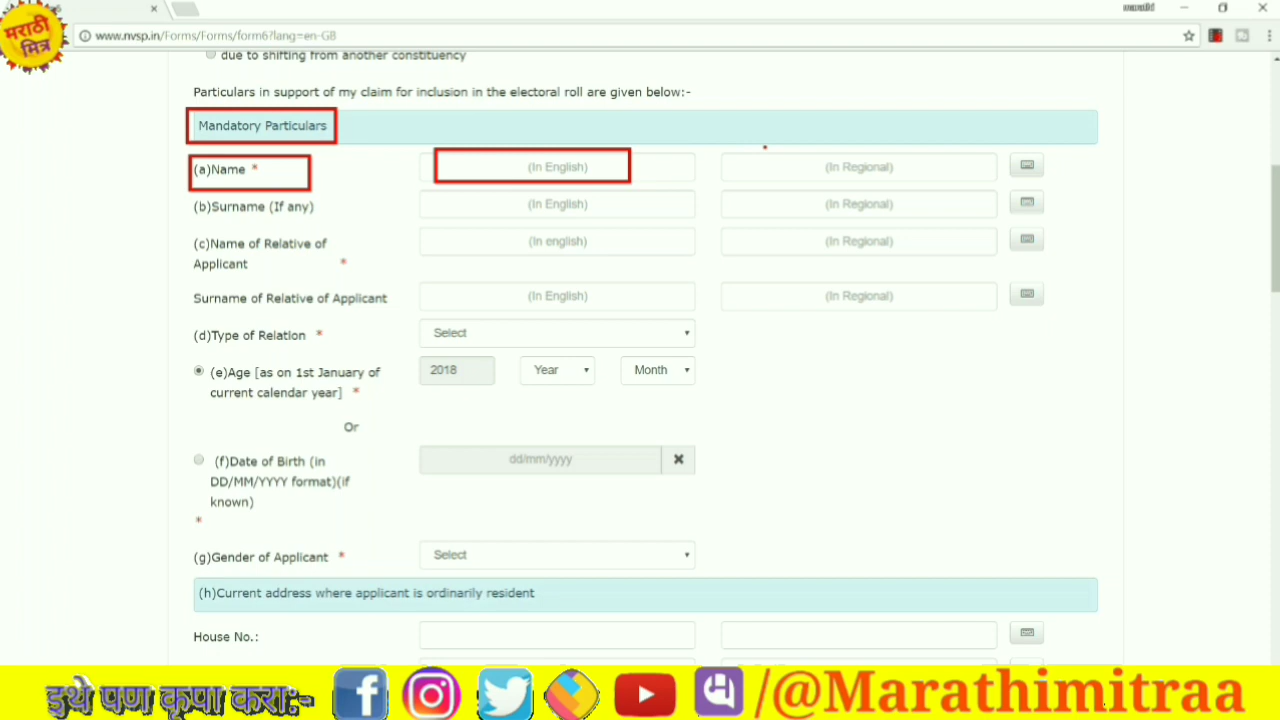 मराठी
मित्र
www.nvsp.in/Forms/Forms/form6?lang=en-GB
due to shifting from another constituency
Particulars in support of my claim for inclusion in the electoral roll are given below:-
Mandatory Particulars
(a)Name * (In English) (In Regional)
(b)Surname (If any) (In English) (In Regional)
(c)Name of Relative of Applicant * (In english) (In Regional)
Surname of Relative of Applicant (In English) (In Regional)
(d)Type of Relation * Select
(e)Age [as on 1st January of current calendar year] * 2018 Year Month
Or
(f)Date of Birth (in DD/MM/YYYY format)(if known) * dd/mm/yyyy
(g)Gender of Applicant * Select
(h)Current address where applicant is ordinarily resident
House No.:
इथे पण कृपा करा:- /@Marathimitraa